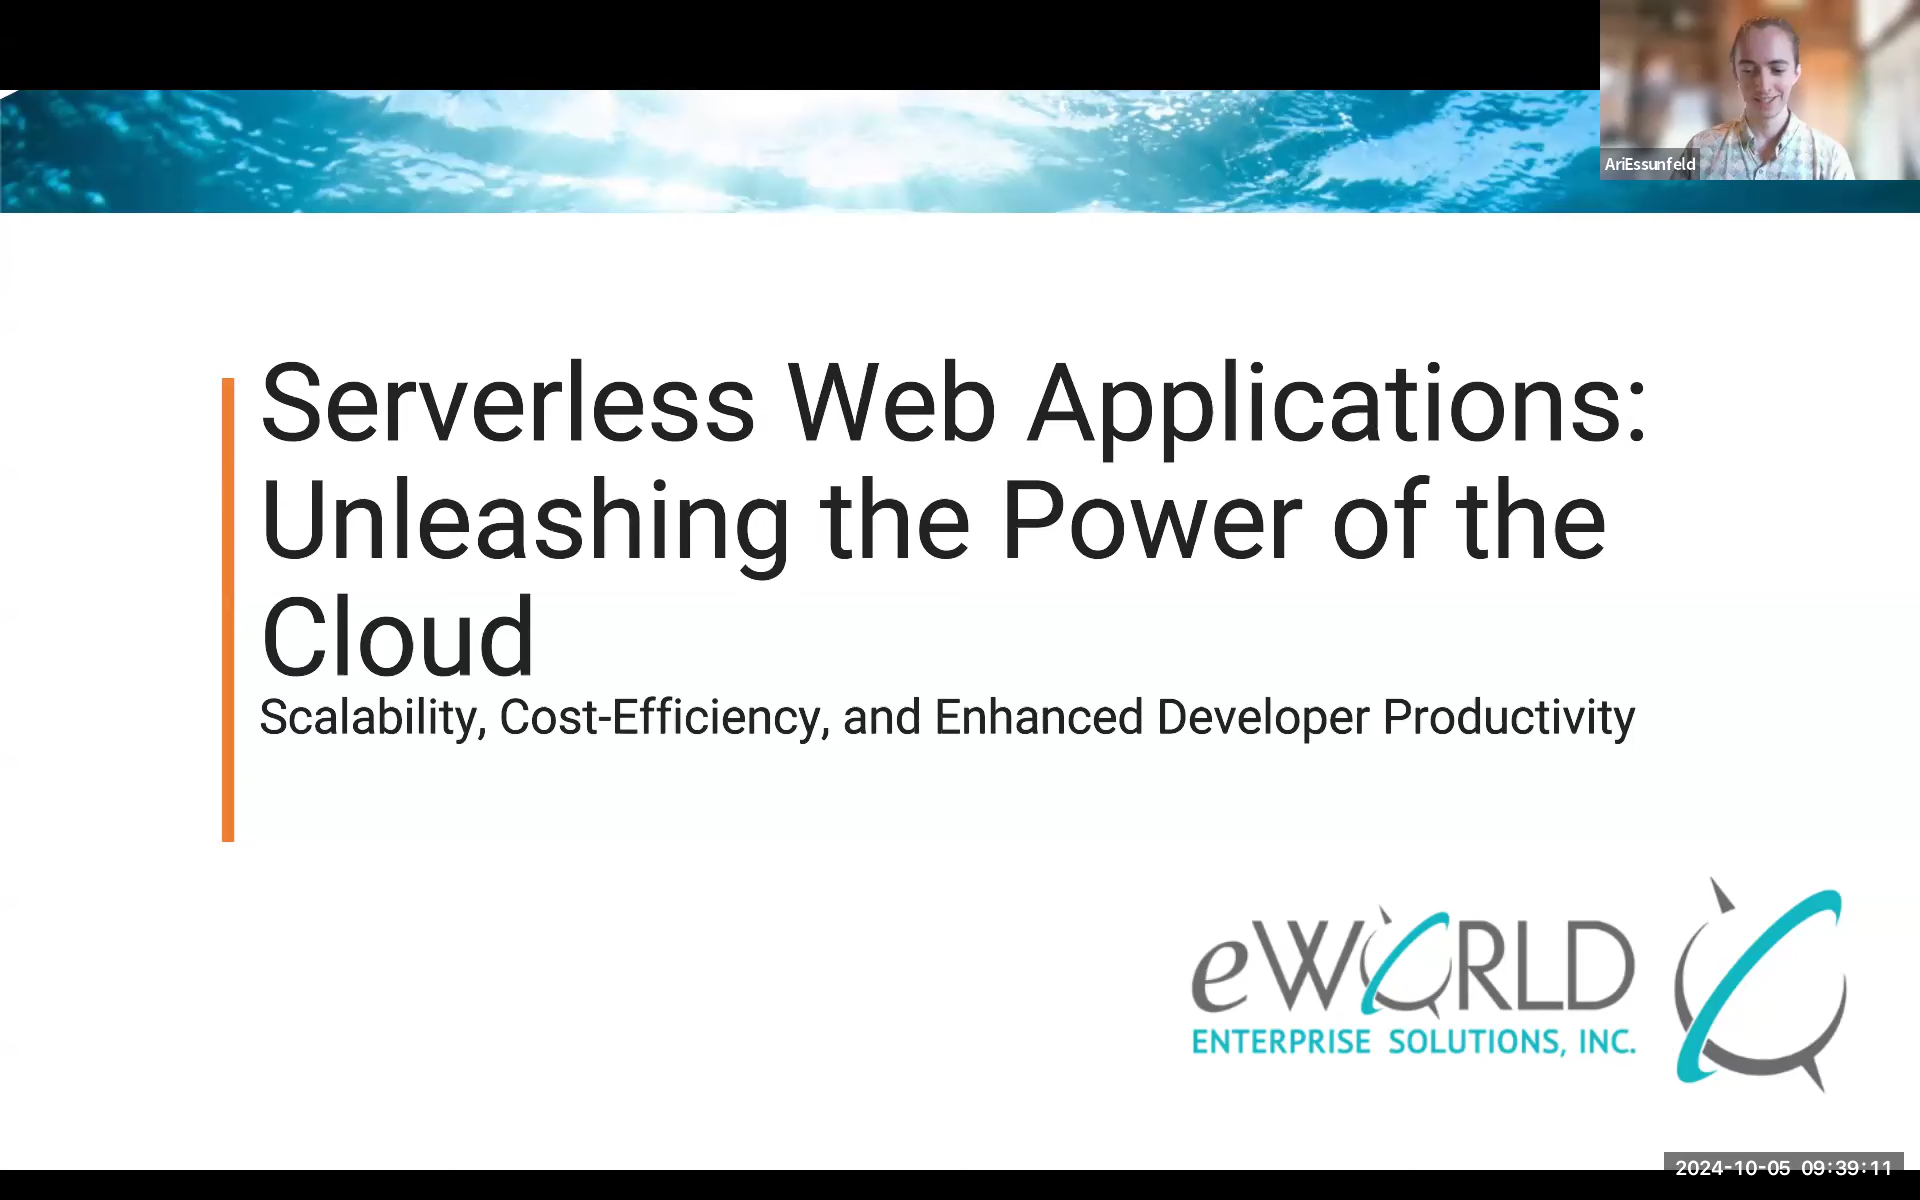 AriEssunfeld
Serverless Web Applications:
Unleashing the Power of the
Cloud
Scalability, Cost-Efficiency, and Enhanced Developer Productivity
eWORLD
ENTERPRISE SOLUTIONS, INC.
2024-10-05 09:39:11